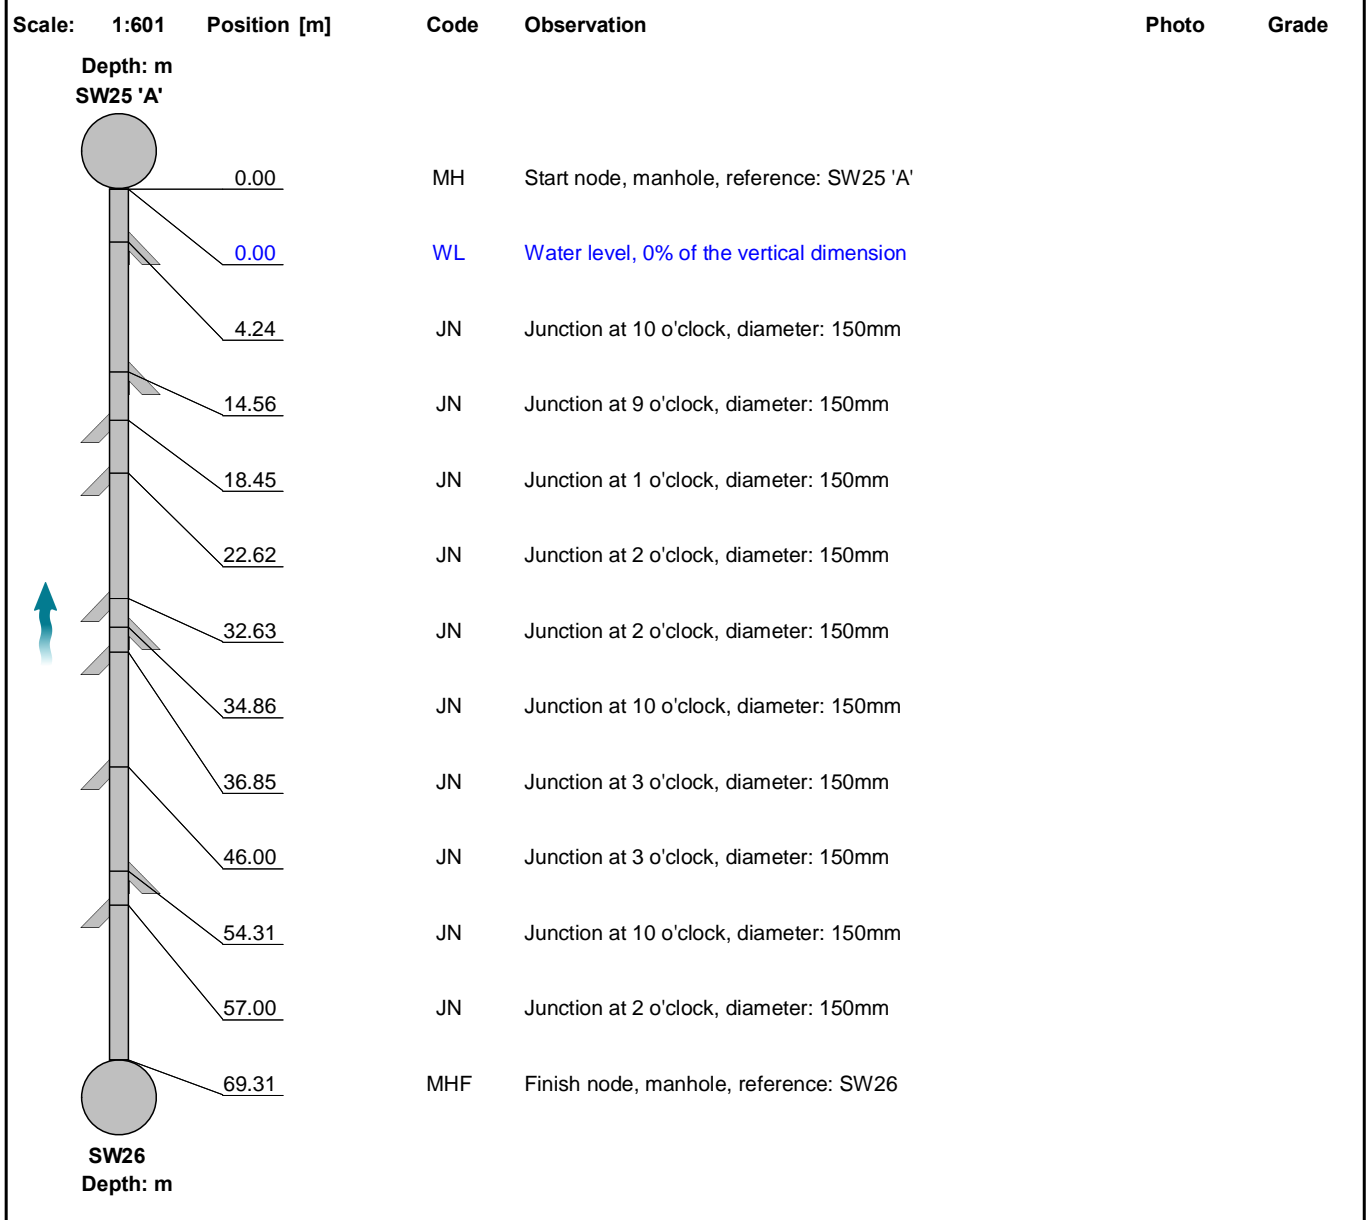 Scale: 1:601 Position [m] Code Observation Photo Grade
Depth: m
SW25 'A'
0.00 MH Start node, manhole, reference: SW25 'A'
0.00 WL Water level, 0% of the vertical dimension
4.24 JN Junction at 10 o'clock, diameter: 150mm
14.56 JN Junction at 9 o'clock, diameter: 150mm
18.45 JN Junction at 1 o'clock, diameter: 150mm
22.62 JN Junction at 2 o'clock, diameter: 150mm
32.63 JN Junction at 2 o'clock, diameter: 150mm
34.86 JN Junction at 10 o'clock, diameter: 150mm
36.85 JN Junction at 3 o'clock, diameter: 150mm
46.00 JN Junction at 3 o'clock, diameter: 150mm
54.31 JN Junction at 10 o'clock, diameter: 150mm
57.00 JN Junction at 2 o'clock, diameter: 150mm
69.31 MHF Finish node, manhole, reference: SW26
SW26
Depth: m